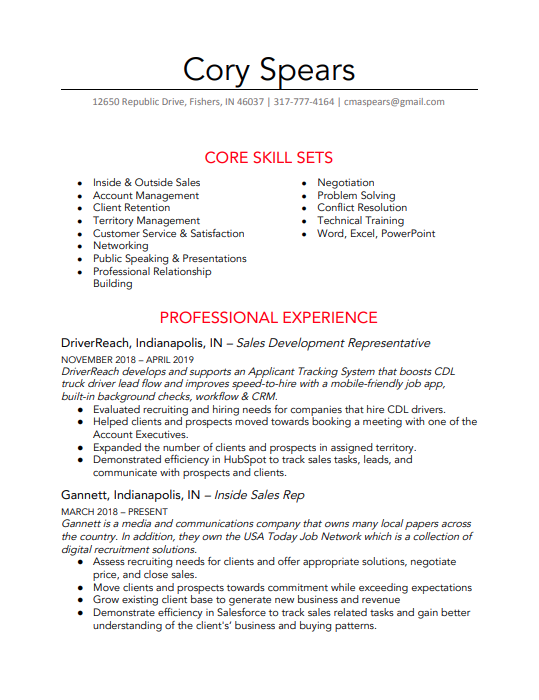 Cory Spears
12650 Republic Drive, Fishers, IN 46037 | 317-777-4164 | cmaspears@gmail.com
CORE SKILL SETS
• Inside & Outside Sales
• Account Management
• Client Retention
• Territory Management
• Customer Service & Satisfaction
• Networking
• Public Speaking & Presentations
• Professional Relationship
Building
• Negotiation
• Problem Solving
• Conflict Resolution
• Technical Training
• Word, Excel, PowerPoint
PROFESSIONAL EXPERIENCE
DriverReach, Indianapolis, IN – Sales Development Representative
NOVEMBER 2018 – APRIL 2019
DriverReach develops and supports an Applicant Tracking System that boosts CDL
truck driver lead flow and improves speed-to-hire with a mobile-friendly job app,
built-in background checks, workflow & CRM.
• Evaluated recruiting and hiring needs for companies that hire CDL drivers.
• Helped clients and prospects moved towards booking a meeting with one of the
Account Executives.
• Expanded the number of clients and prospects in assigned territory.
• Demonstrated efficiency in HubSpot to track sales tasks, leads, and
communicate with prospects and clients.
Gannett, Indianapolis, IN – Inside Sales Rep
MARCH 2018 – PRESENT
Gannett is a media and communications company that owns many local papers across
the country. In addition, they own the USA Today Job Network which is a collection of
digital recruitment solutions.
• Assess recruiting needs for clients and offer appropriate solutions, negotiate
price, and close sales.
• Move clients and prospects towards commitment while exceeding expectations
• Grow existing client base to generate new business and revenue
• Demonstrate efficiency in Salesforce to track sales related tasks and gain better
understanding of the client's' business and buying patterns.